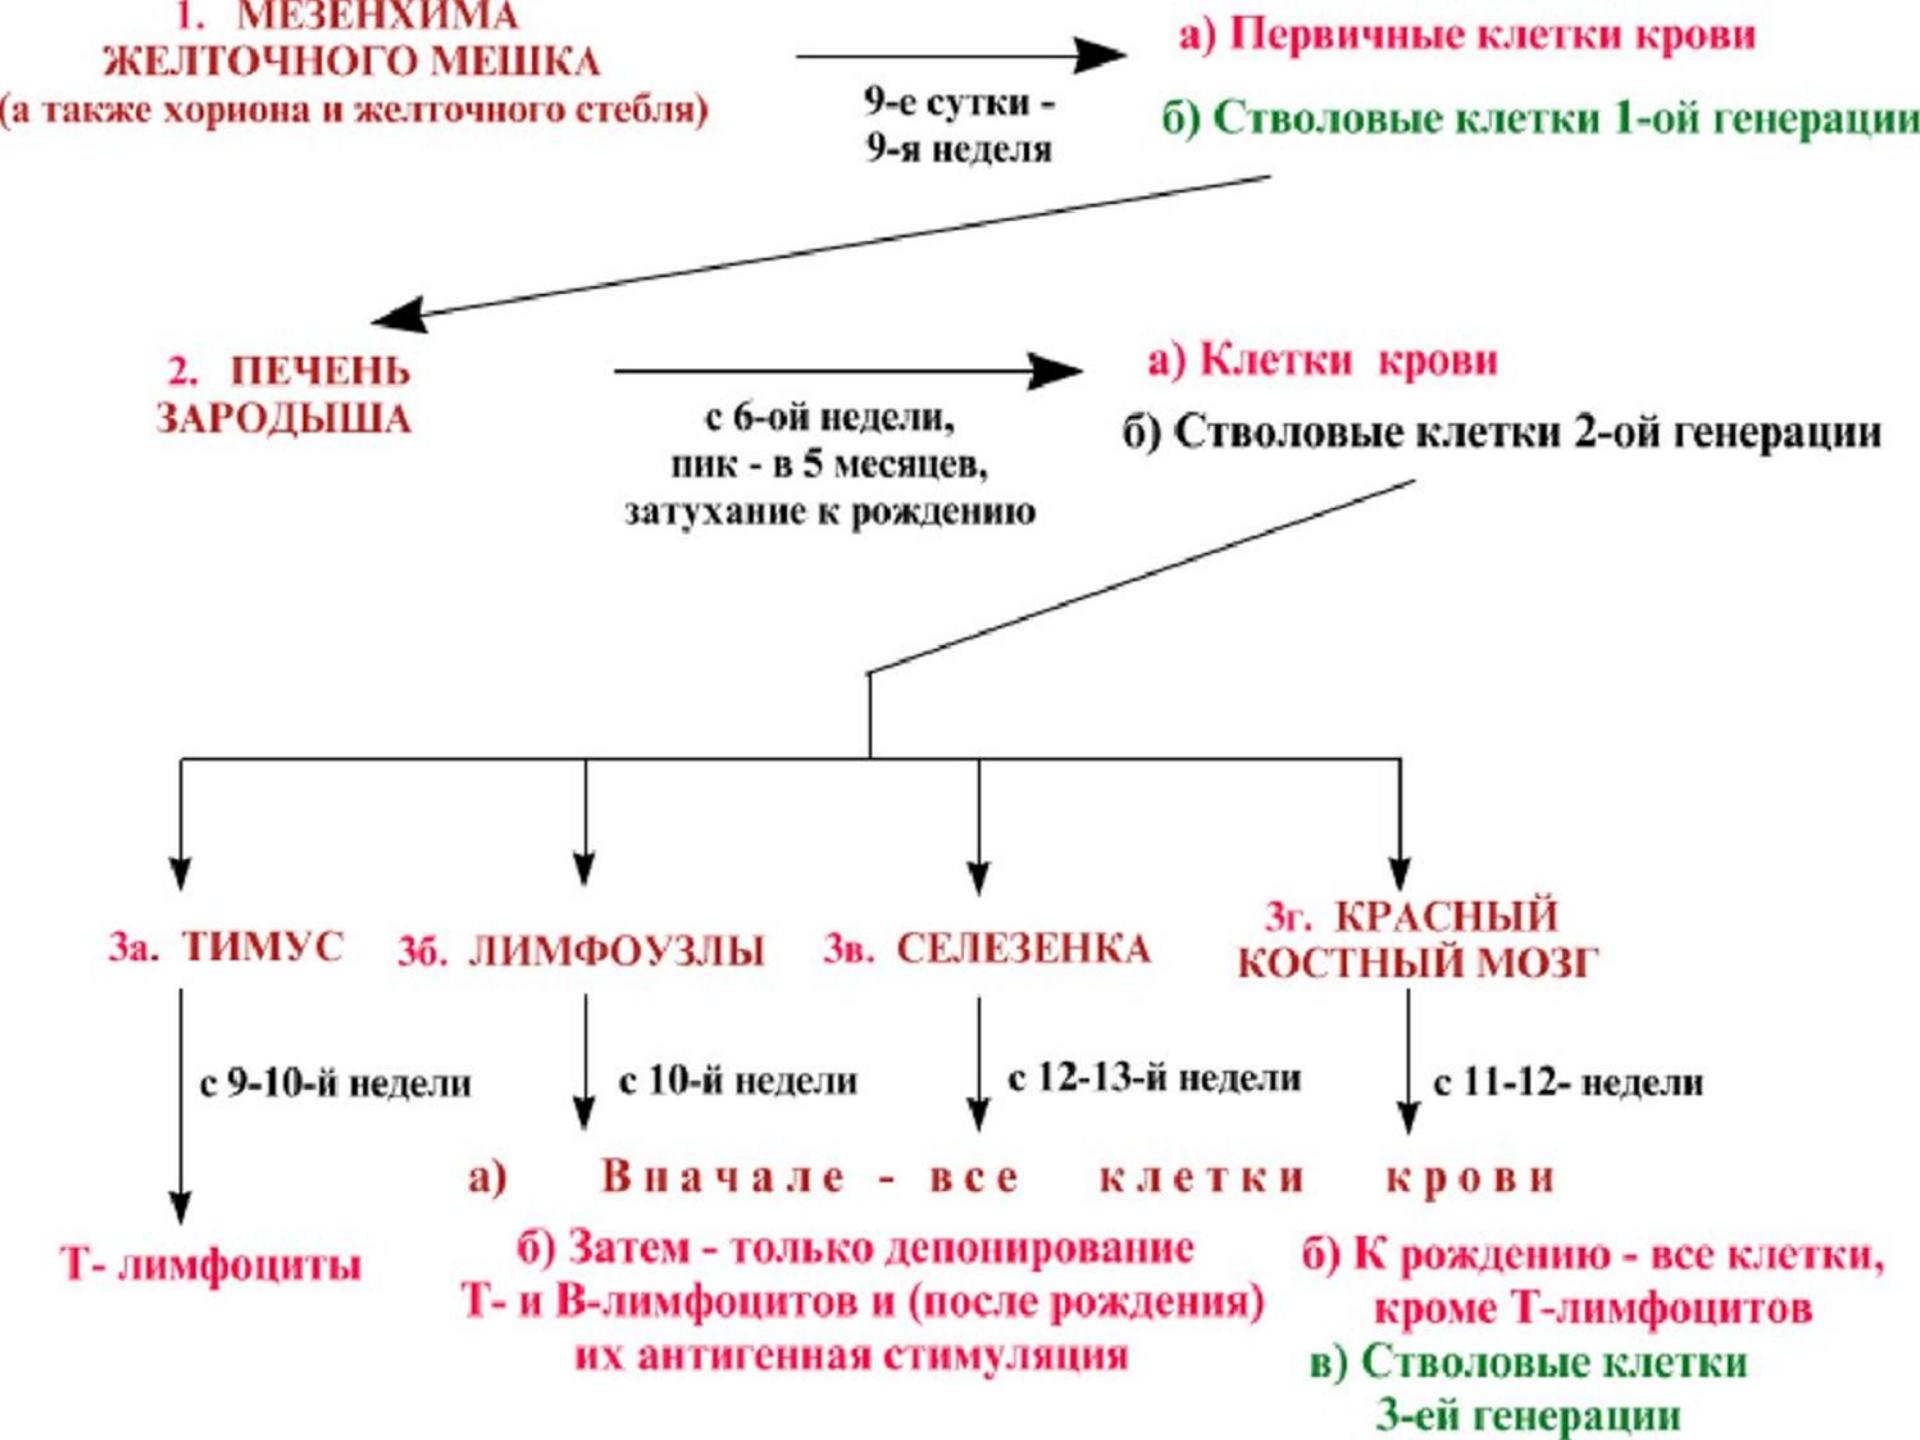 1. МЕЗЕНХИМА
ЖЕЛТОЧНОГО МЕШКА
(а также хориона и желточного стебля)
9-е сутки -
9-я неделя
а) Первичные клетки крови
б) Стволовые клетки 1-ой генерации
2. ПЕЧЕНЬ
ЗАРОДЫША
с 6-ой недели,
пик - в 5 месяцев,
затухание к рождению
а) Клетки крови
б) Стволовые клетки 2-ой генерации
3а. ТИМУС
3б. ЛИМФОУЗЛЫ
3в. СЕЛЕЗЕНКА
3г. КРАСНЫЙ
КОСТНЫЙ МОЗГ
с 9-10-й недели
с 10-й недели
с 12-13-й недели
с 11-12- недели
Т- лимфоциты
а) Вначале - все клетки крови
б) Затем - только депонирование
Т- и В-лимфоцитов и (после рождения)
их антигенная стимуляция
б) К рождению - все клетки,
кроме Т-лимфоцитов
в) Стволовые клетки
3-ей генерации